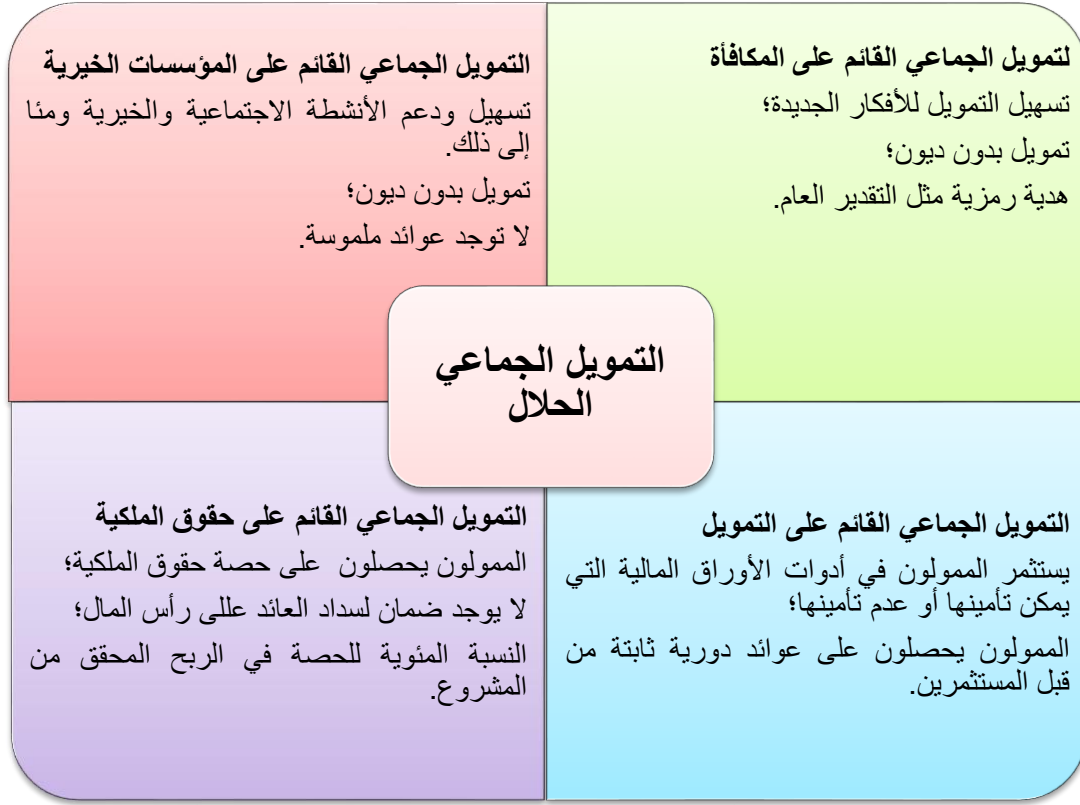 لتمويل الجماعي القائم على المكافأة
تسهيل التمويل للأفكار الجديدة؛
تمويل بدون ديون؛
هدية رمزية مثل التقدير العام.
التمويل الجماعي القائم على المؤسسات الخيرية
تسهيل ودعم الأنشطة الاجتماعية والخيرية ومئا
إلى ذلك.
تمويل بدون ديون؛
لا توجد عوائد ملموسة.
التمويل الجماعي
الحلال
التمويل الجماعي القائم على التمويل
يستثمر الممولون في أدوات الأوراق المالية التي
يمكن تأمينها أو عدم تأمينها؛
الممولون يحصلون على عوائد دورية ثابتة من
قبل المستثمرين.
التمويل الجماعي القائم على حقوق الملكية
الممولون يحصلون على حصة حقوق الملكية؛
لا يوجد ضمان لسداد العائد عللى رأس المال؛
النسبة المئوية للحصة في الربح المحقق من
المشروع.